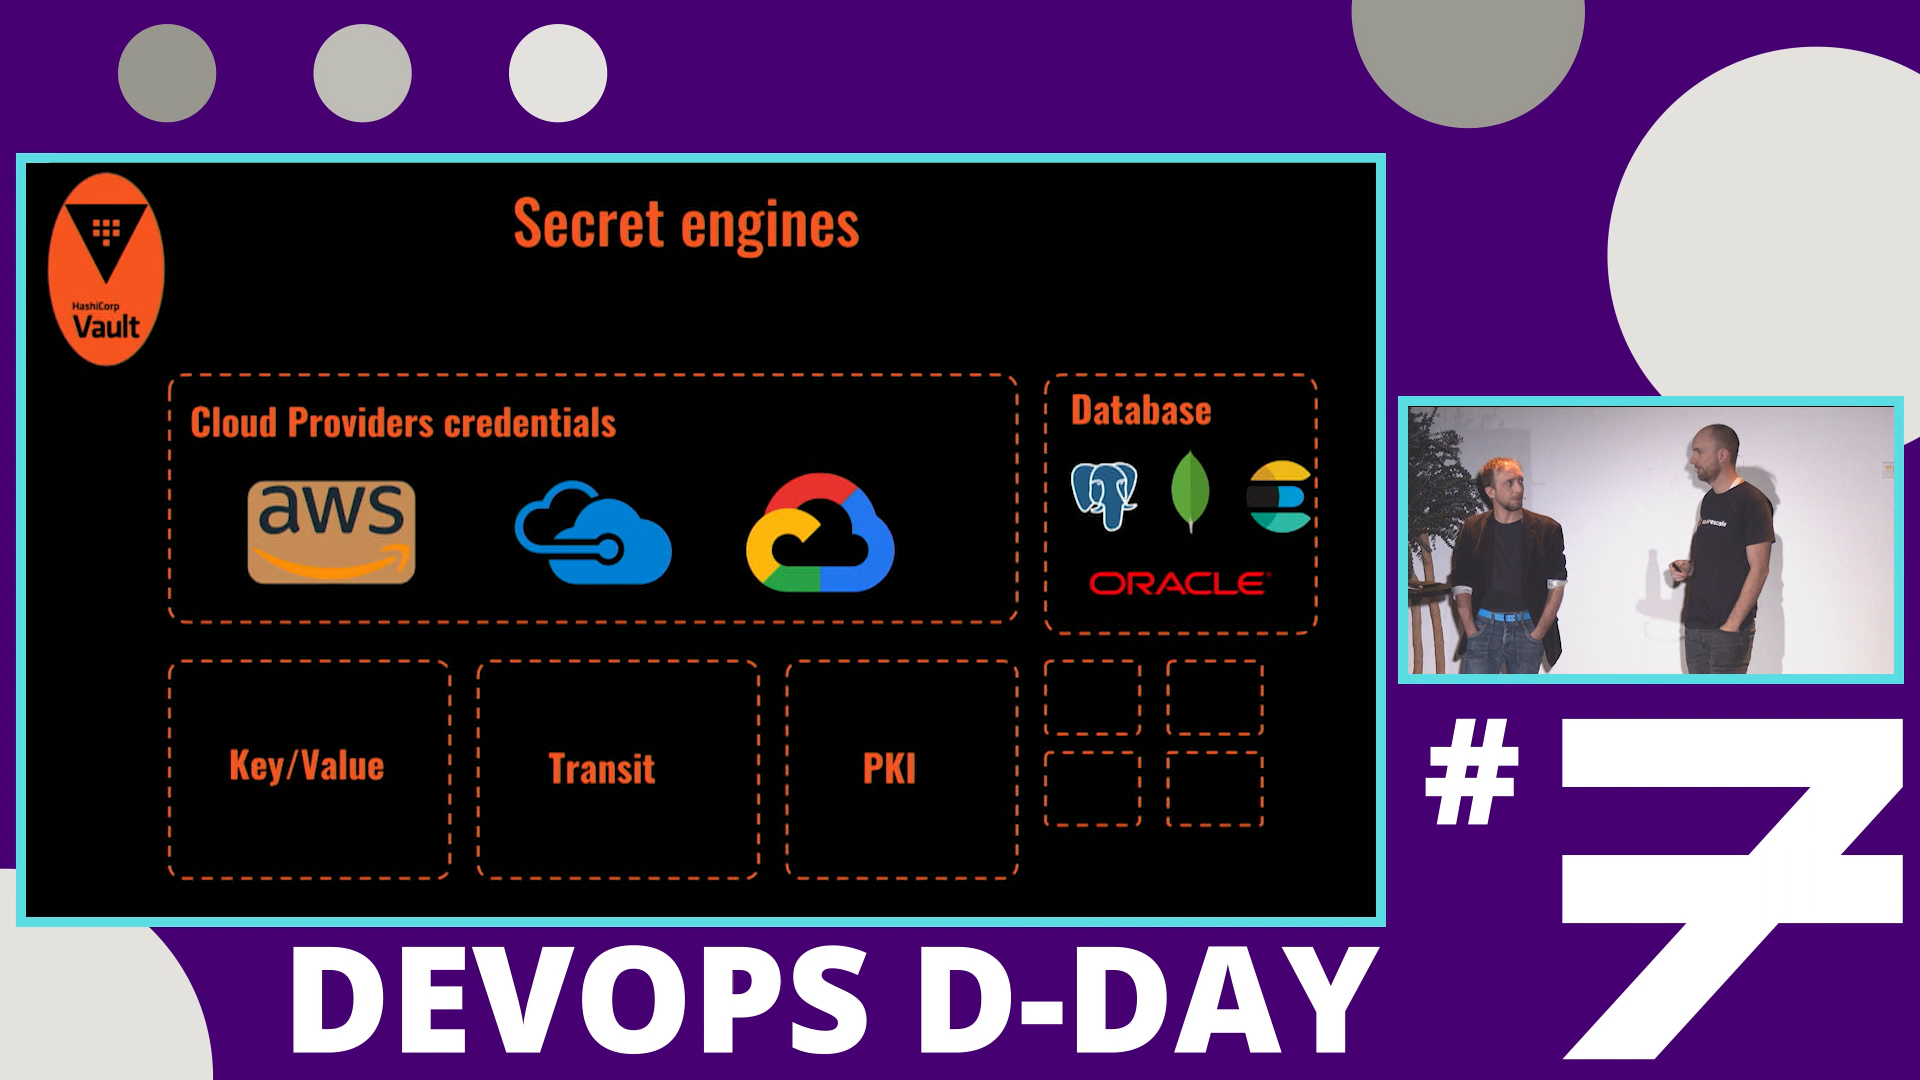 Secret engines
HashiCorp
Vault
Cloud Providers credentials
aws
Database
ORACLE
Key/Value
Transit
PKI
#7
DEVOPS D-DAY